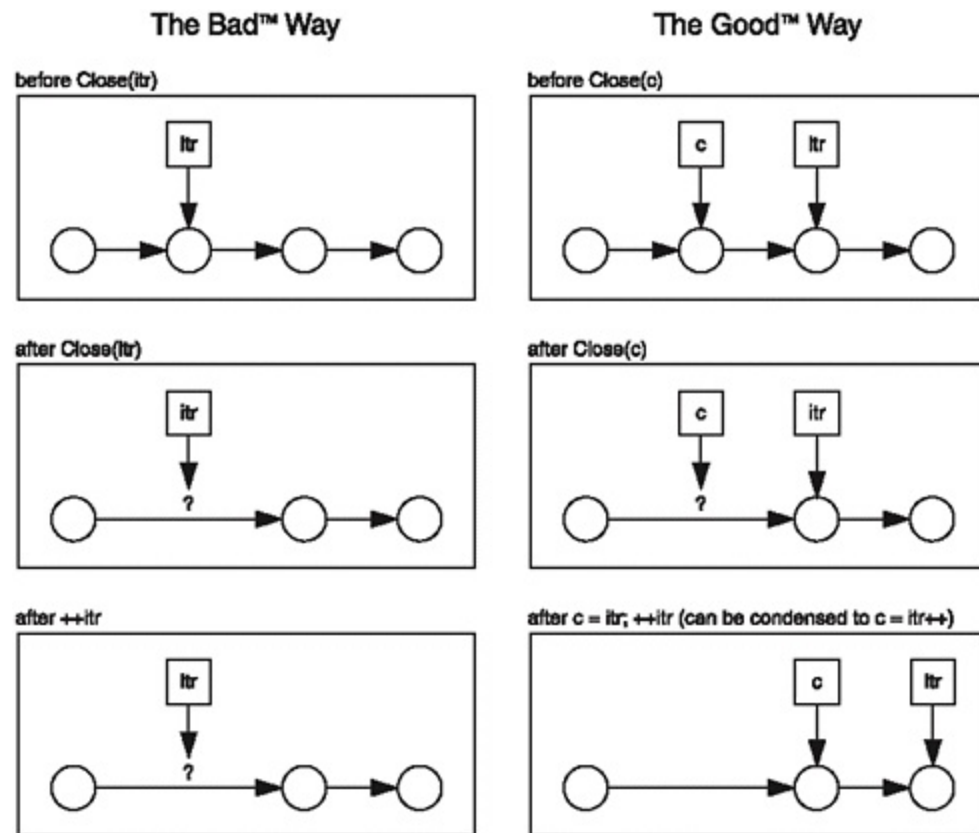 The Bad™ Way
before Close(itr)
itr
after Close(itr)
itr
?
after ++itr
itr
?
The Good™ Way
before Close(c)
c itr
after Close(c)
c itr
?
after c = itr; ++itr (can be condensed to c = itr++)
c itr